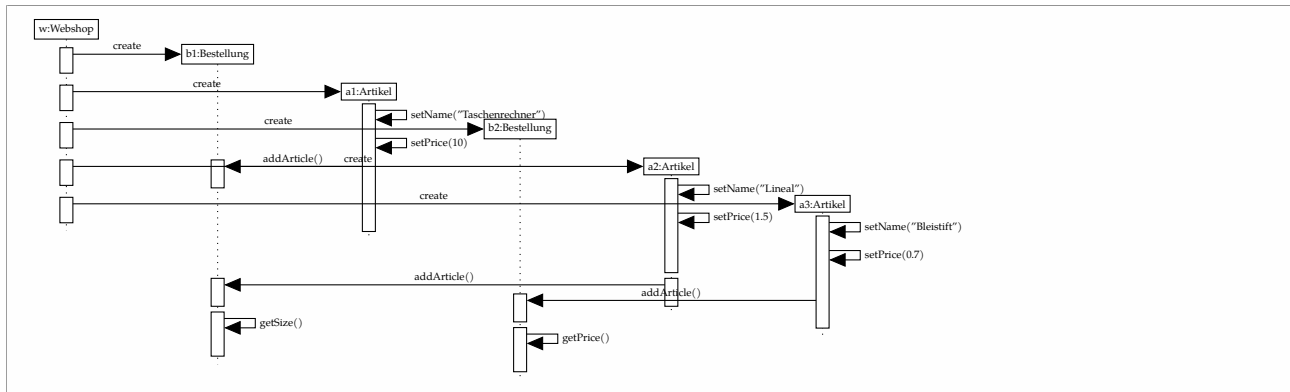 w:Webshop
create
b1:Bestellung
create
a1:Artikel
setName("Taschenrechner")
create
b2:Bestellung
setPrice(10)
addArticle()
create
a2:Artikel
setName("Lineal")
create
a3:Artikel
setPrice(1.5)
setName("Bleistift")
setPrice(0.7)
addArticle()
addArticle()
getSize()
getPrice()